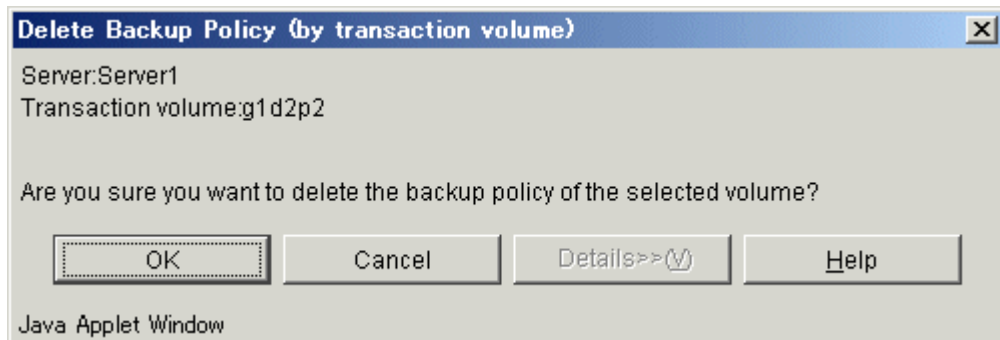 Delete Backup Policy (by transaction volume)
Server:Server1
Transaction volume:g1d2p2
Are you sure you want to delete the backup policy of the selected volume?
OK Cancel Details>>(V) Help
Java Applet Window